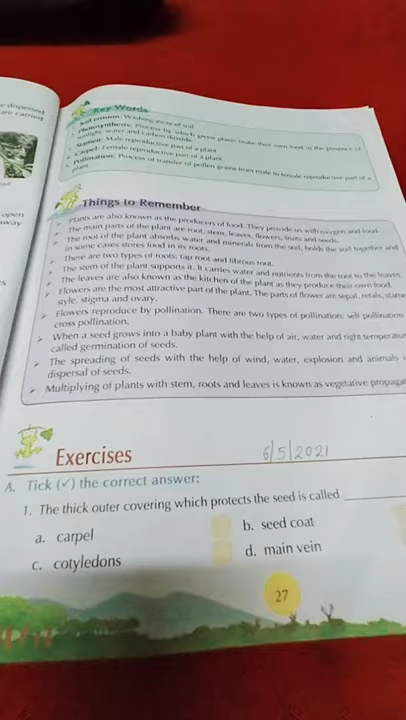 e dispersed
are carried
open
away
Key Words
Soil erosion: Washing away of soil
Photosynthesis: Process by which green plants make their own food in the presence of
sunlight, water and carbon dioxide
Stamen: Male reproductive part of a plant
Carpel: Female reproductive part of a plant
Pollination: Process of transfer of pollen grains from male to female reproductive part of a
plant
Things to Remember
➤ Plants are also known as the producers of food. They provide us with oxygen and food.
➤ The main parts of the plant are root, stem, leaves, flowers, fruits and seeds.
➤ The root of the plant absorbs water and minerals from the soil, holds the soil together and
in some cases stores food in its roots.
➤ There are two types of roots: tap root and fibrous root.
➤ The stem of the plant supports it. It carries water and nutrients from the root to the leaves.
➤ The leaves are also known as the kitchen of the plant as they produce their own food.
➤ Flowers are the most attractive part of the plant. The parts of flower are sepal, petals, stame
style, stigma and ovary.
➤ Flowers reproduce by pollination. There are two types of pollination: self pollination
cross pollination.
➤ When a seed grows into a baby plant with the help of air, water and right temperatur
called germination of seeds.
➤ The spreading of seeds with the help of wind, water, explosion and animals
dispersal of seeds.
➤ Multiplying of plants with stem, roots and leaves is known as vegetative propagat
Exercises 6/5/2021
A. Tick (✓) the correct answer:
1. The thick outer covering which protects the seed is called
a. carpel b. seed coat
c. cotyledons d. main vein
27